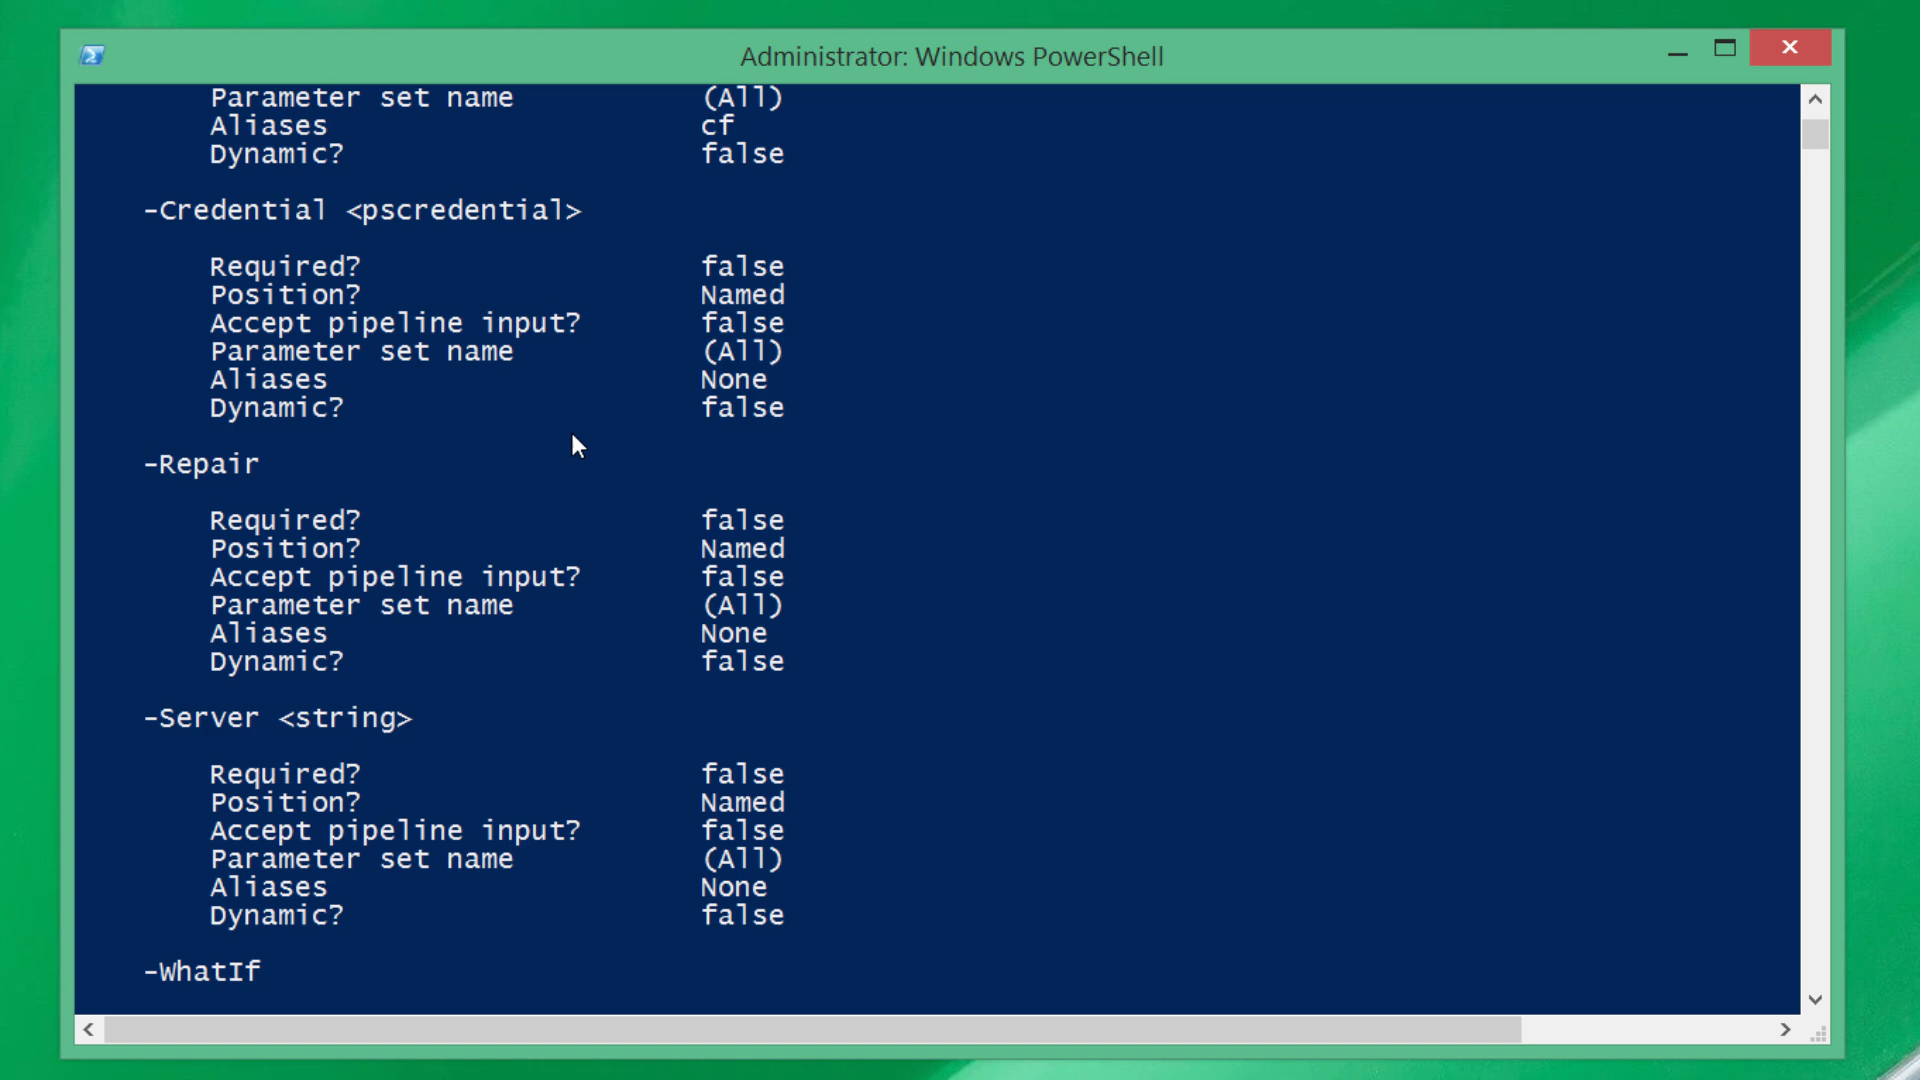 Administrator: Windows PowerShell
Parameter set name (All)
Aliases cf
Dynamic? false
-Credential <pscredential>
Required? false
Position? Named
Accept pipeline input? false
Parameter set name (All)
Aliases None
Dynamic? false
-Repair
Required? false
Position? Named
Accept pipeline input? false
Parameter set name (All)
Aliases None
Dynamic? false
-Server <string>
Required? false
Position? Named
Accept pipeline input? false
Parameter set name (All)
Aliases None
Dynamic? false
-WhatIf